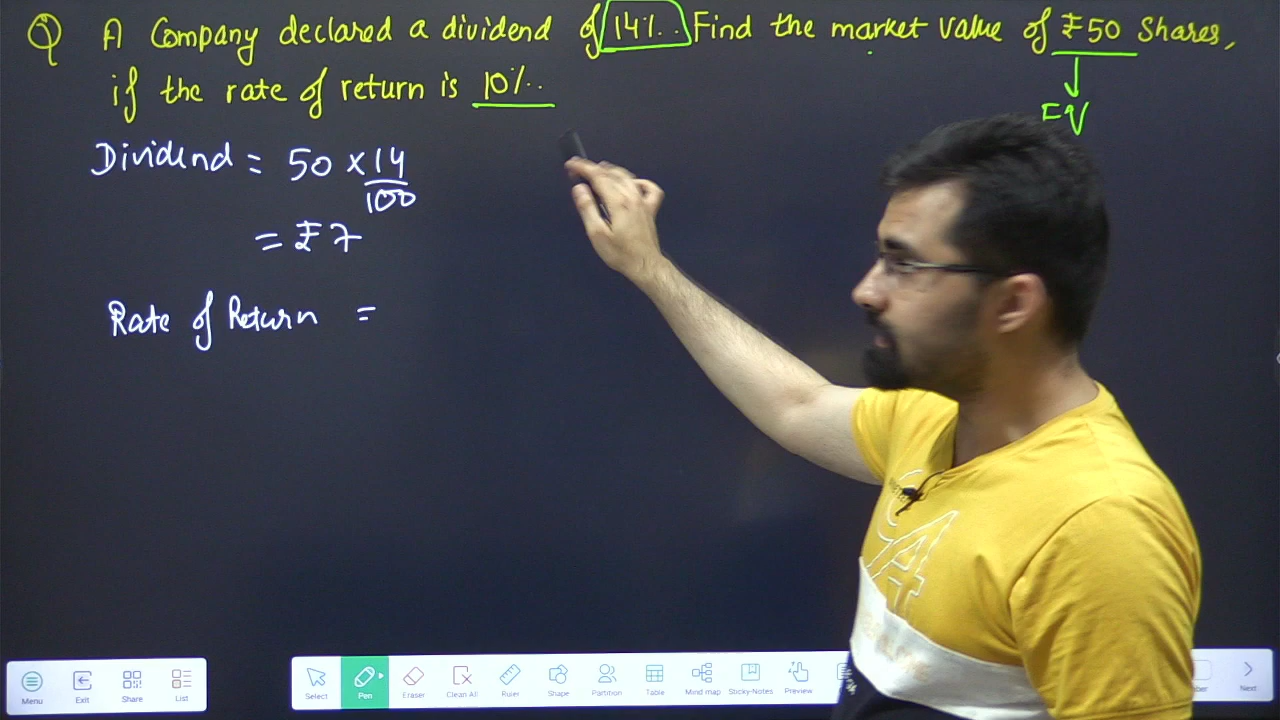 Q A Company declared a dividend of 14%. Find the market value of ₹50 Shares,
if the rate of return is 10%.
FV
Dividend = 50 × 14/100
= ₹7
Rate of Return =
Menu Exit Share List Select Pen Eraser Clean All Ruler Shape Partition Table Mind map Sticky-Notes Preview Next